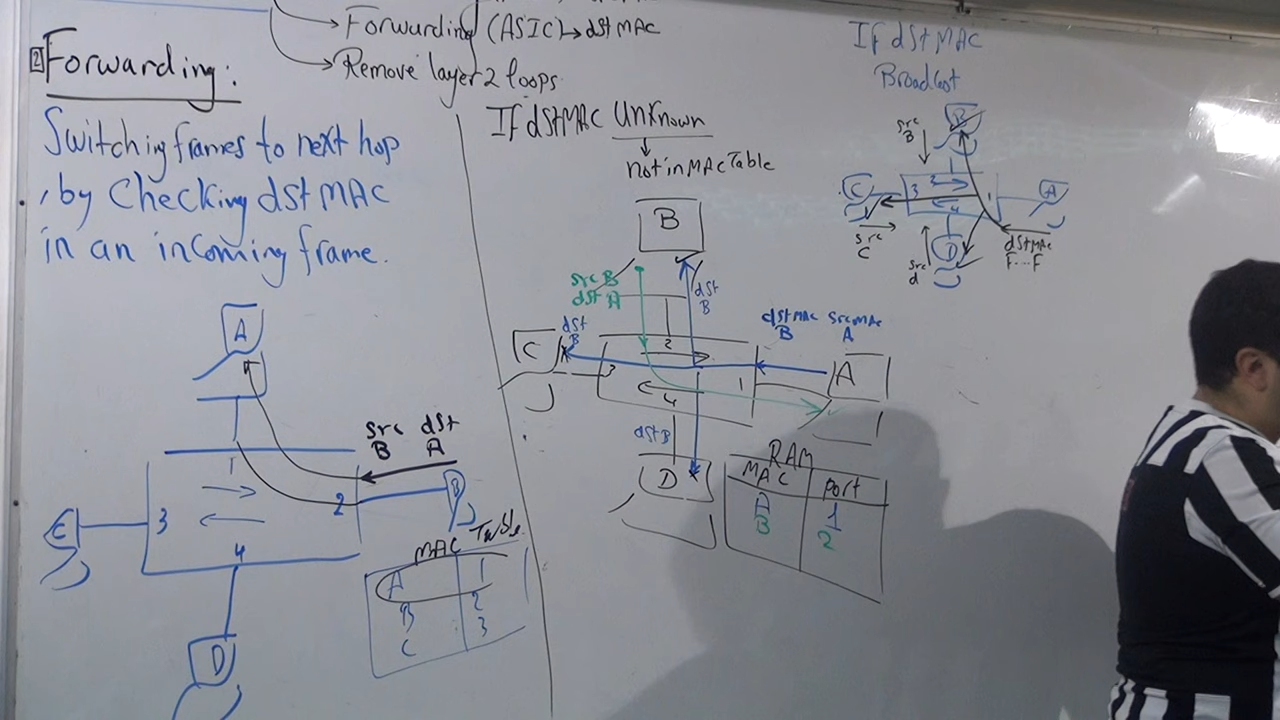 Forwarding (ASIC)→dst MAC
Remove layer 2 loops
2 Forwarding:
Switching frames to next hop
, by Checking dst MAC
in an incoming frame.
A
src dst
B A
1
2
3
4
B
C
D
MAC Table
A 1
B 2
C 3
If dst MAC Unknown
not in MAC Table
B
src B
dst A
dst
B
dst
B
dst MAC src MAC
B A
C
A
2
3
1
4
dst B
D
RAM
MAC port
A 1
B 2
If dst MAC
Broadcast
B
src
B
C
3 2 1
4
A
src
C
src
d
D
dst MAC
F...F